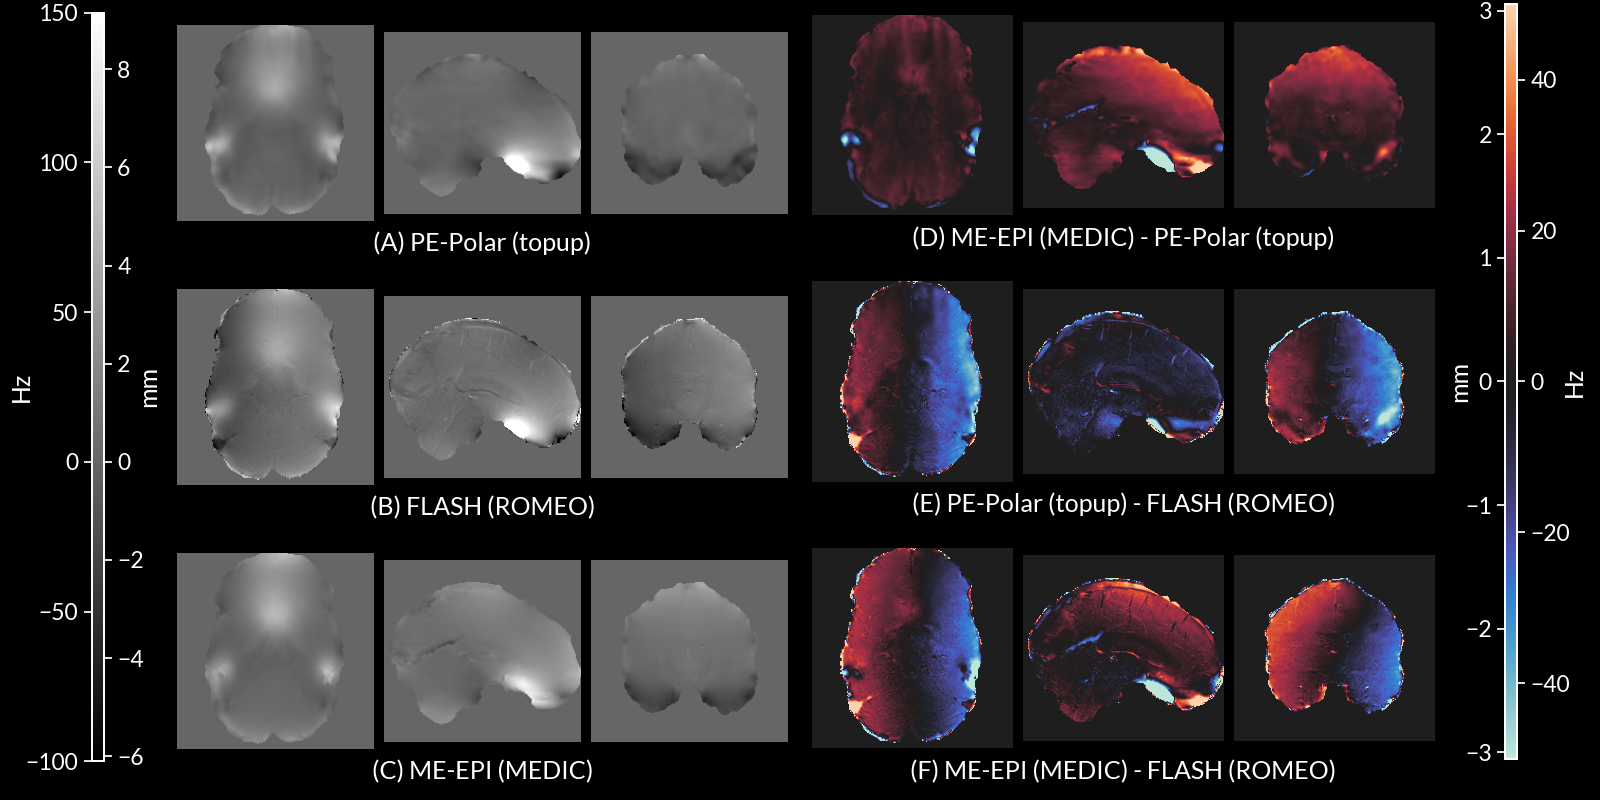 150
100
50
0
−50
−100
Hz
8
6
4
2
0
−2
−4
−6
mm
(A) PE-Polar (topup)
(B) FLASH (ROMEO)
(C) ME-EPI (MEDIC)
(D) ME-EPI (MEDIC) - PE-Polar (topup)
(E) PE-Polar (topup) - FLASH (ROMEO)
(F) ME-EPI (MEDIC) - FLASH (ROMEO)
3
2
1
0
−1
−2
−3
mm
40
20
0
−20
−40
Hz